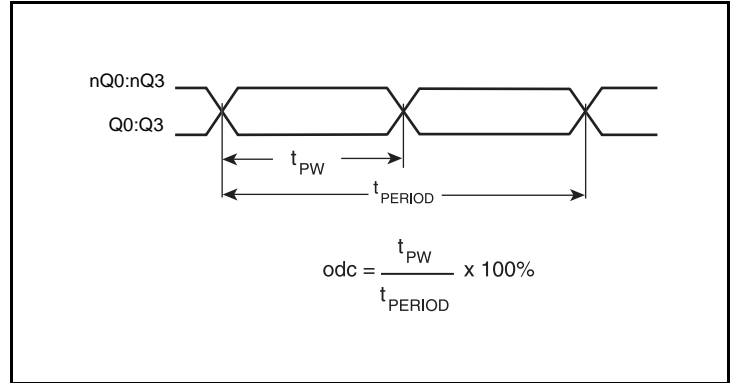 nQ0:nQ3
Q0:Q3
tPW
tPERIOD
odc = tPW / tPERIOD x 100%